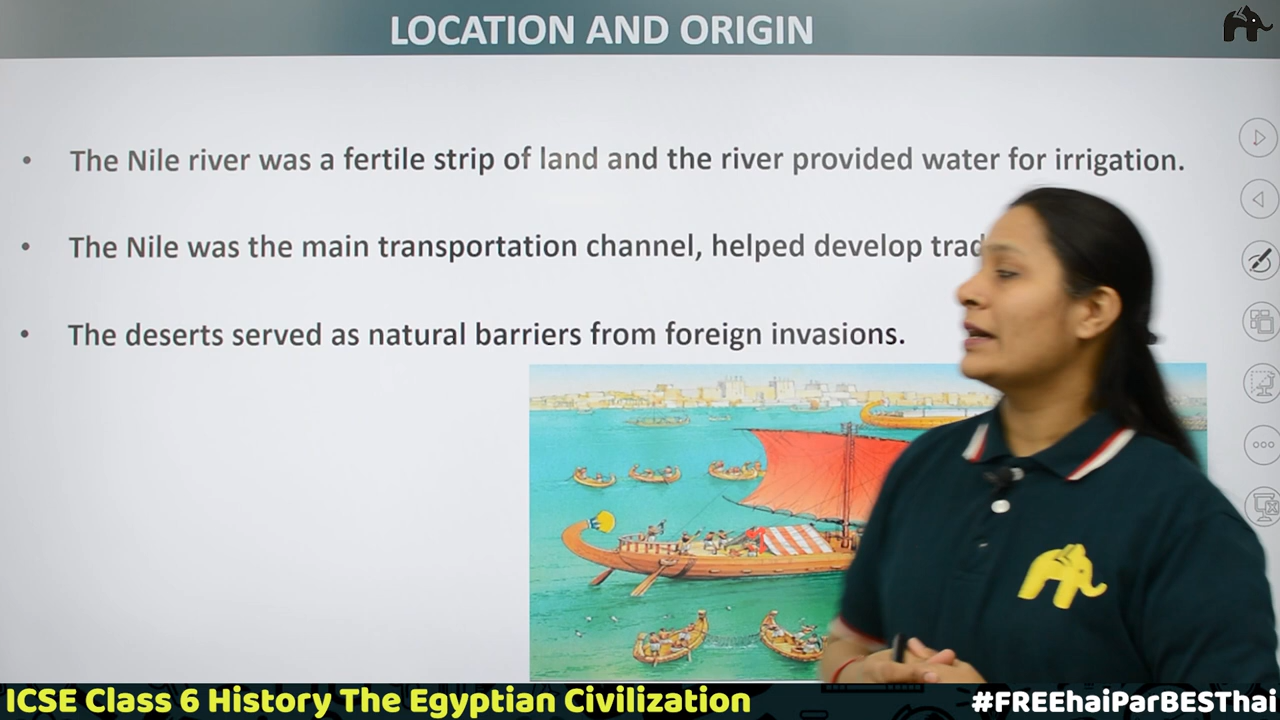 LOCATION AND ORIGIN
• The Nile river was a fertile strip of land and the river provided water for irrigation.
• The Nile was the main transportation channel, helped develop
• The deserts served as natural barriers from foreign invasions.
ICSE Class 6 History The Egyptian Civilization
#FREEhaiParBESThai